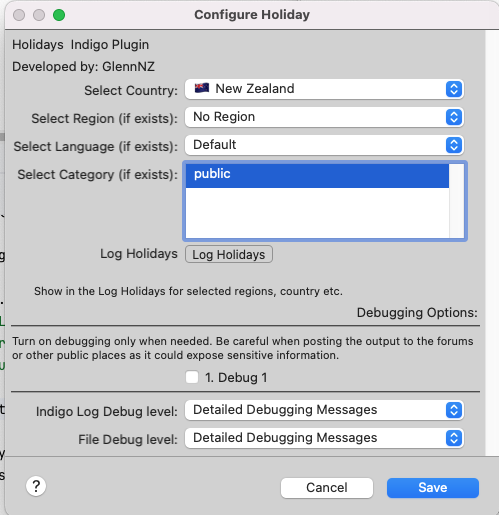 Configure Holiday
Holidays  Indigo Plugin
Developed by: GlennNZ
Select Country: New Zealand
Select Region (if exists): No Region
Select Language (if exists): Default
Select Category (if exists): public
Log Holidays Log Holidays
Show in the Log Holidays for selected regions, country etc.
Debugging Options:
Turn on debugging only when needed. Be careful when posting the output to the forums
or other public places as it could expose sensitive information.
1. Debug 1
Indigo Log Debug level: Detailed Debugging Messages
File Debug level: Detailed Debugging Messages
? Cancel Save